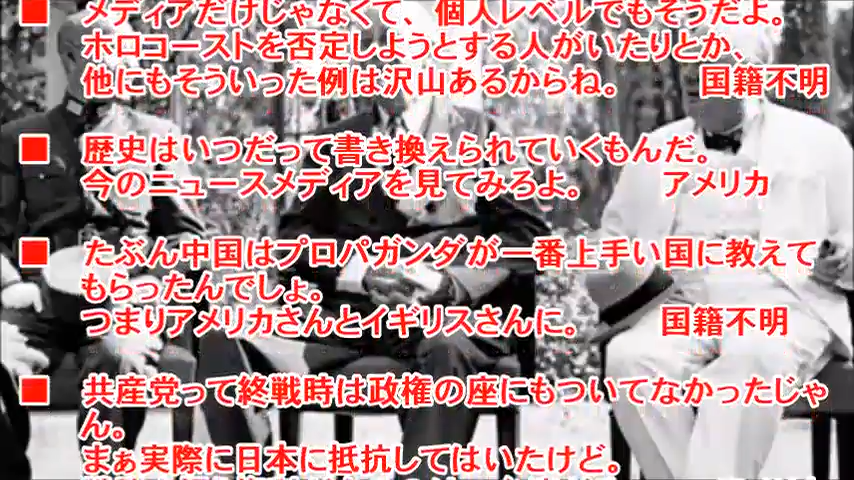 ■ メディアだけじゃなくて、個人レベルでもそうだよ。
ホロコーストを否定しようとする人がいたりとか、
他にもそういった例は沢山あるからね。 国籍不明
■ 歴史はいつだって書き換えられていくもんだ。
今のニュースメディアを見てみろよ。 アメリカ
■ たぶん中国はプロパガンダが一番上手い国に教えて
もらったんでしょ。
つまりアメリカさんとイギリスさんに。 国籍不明
■ 共産党って終戦時は政権の座にもついてなかったじゃ
ん。
まぁ実際に日本に抵抗してはいたけど。